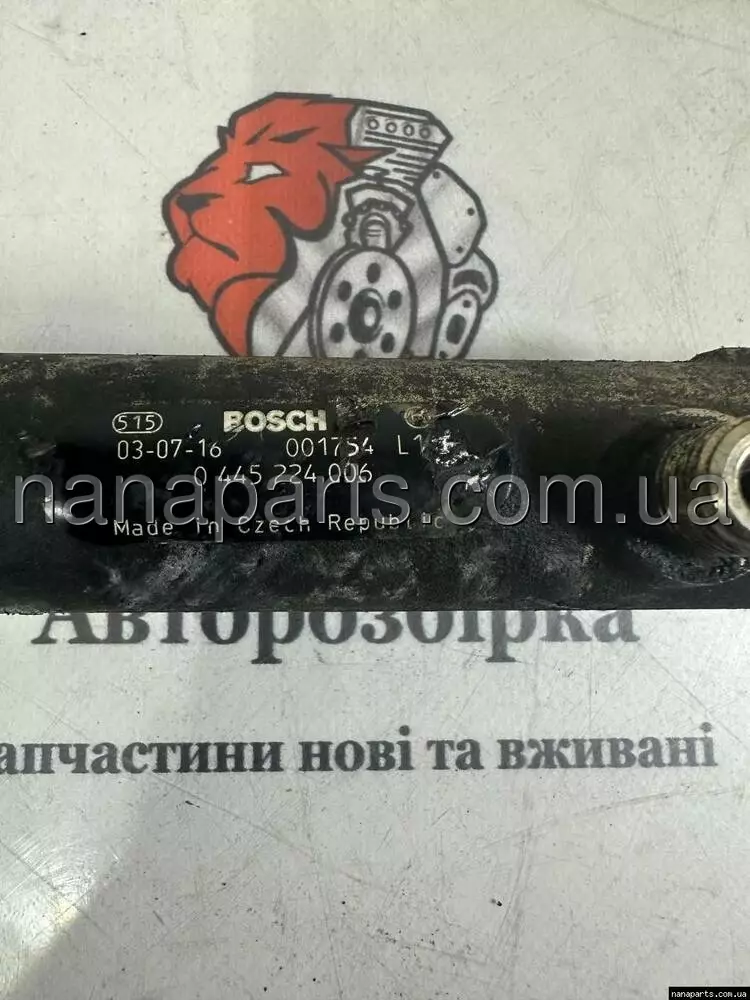 515 BOSCH
03-07-16 001754 L1
0 445 224 006
nanaparts.com.ua
Made in Czech Republic
Авторозбірка
апчастини нові та вживані
nanaparts.com.ua